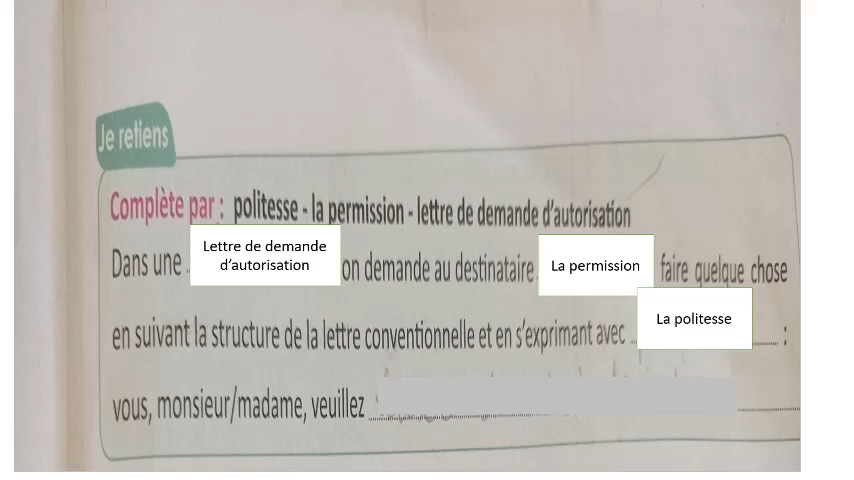 Je retiens
Complète par : politesse - la permission - lettre de demande d'autorisation
Dans une Lettre de demande d'autorisation on demande au destinataire La permission faire quelque chose
en suivant la structure de la lettre conventionnelle et en s'exprimant avec La politesse :
vous, monsieur/madame, veuillez